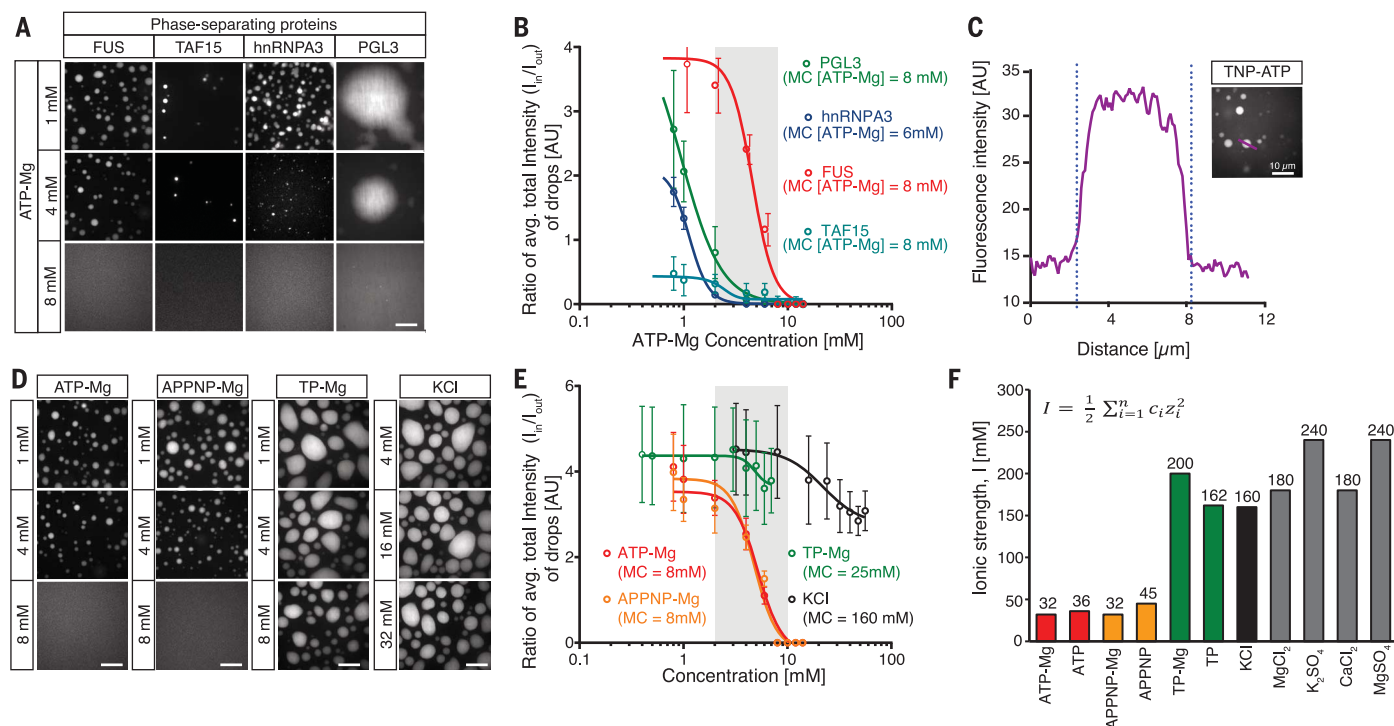 A
Phase-separating proteins
FUS
TAF15
hnRNPA3
PGL3
ATP-Mg
1 mM
4 mM
8 mM
B
Ratio of avg. total Intensity (I_in/I_out)
of drops [AU]
4
3
2
1
0
0.1
1
10
100
ATP-Mg Concentration [mM]
PGL3
(MC [ATP-Mg] = 8 mM)
hnRNPA3
(MC [ATP-Mg] = 6mM)
FUS
(MC [ATP-Mg] = 8 mM)
TAF15
(MC [ATP-Mg] = 8 mM)
C
Fluorescence intensity [AU]
35
30
25
20
15
10
0
4
8
12
Distance [µm]
TNP-ATP
10 µm
D
ATP-Mg
APPNP-Mg
TP-Mg
KCl
1 mM
4 mM
8 mM
1 mM
4 mM
8 mM
1 mM
4 mM
8 mM
4 mM
16 mM
32 mM
E
Ratio of avg. total Intensity (I_in/I_out)
of drops [AU]
6
4
2
0
0.1
1
10
100
Concentration [mM]
ATP-Mg
(MC = 8mM)
APPNP-Mg
(MC = 8mM)
TP-Mg
(MC = 25mM)
KCl
(MC = 160 mM)
F
I = 1/2 ∑ⁿᵢ₌₁ cᵢzᵢ²
Ionic strength, I [mM]
300
250
200
150
100
50
0
32
36
32
45
200
162
160
180
240
180
240
ATP-Mg
ATP
APPNP-Mg
APPNP
TP-Mg
TP
KCl
MgCl₂
K₂SO₄
CaCl₂
MgSO₄